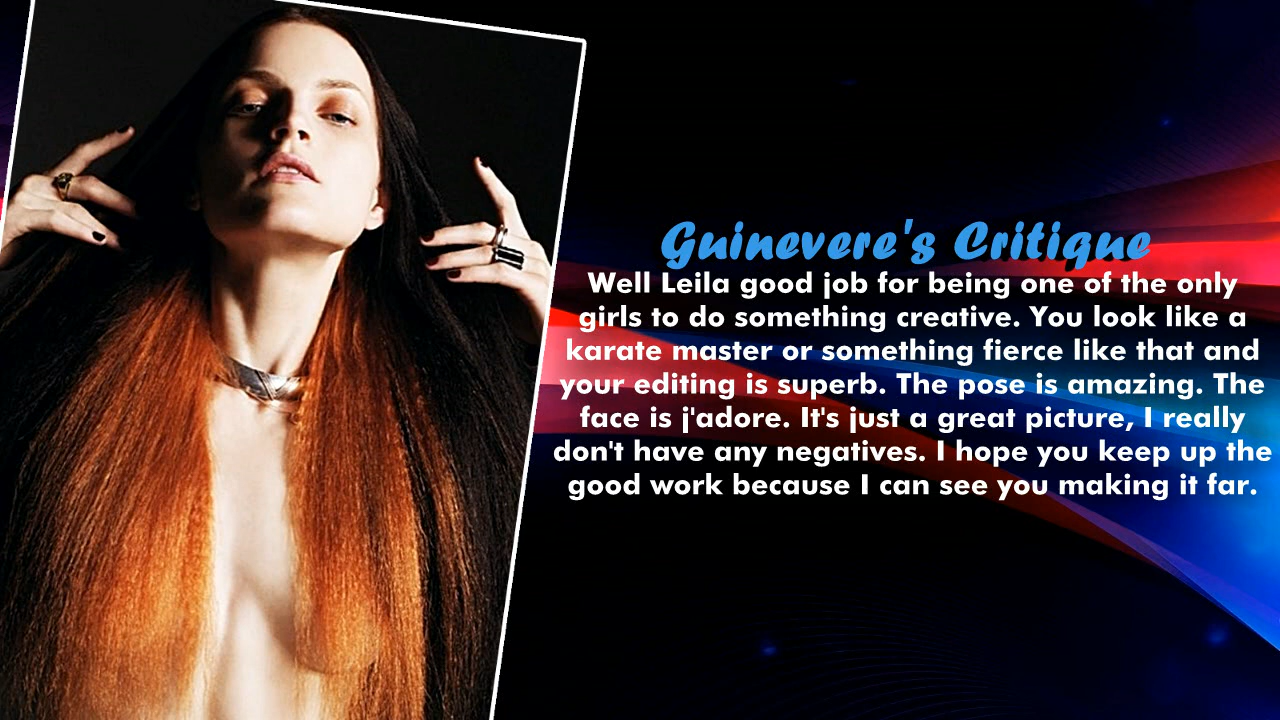 Guinevere's Critique
Well Leila good job for being one of the only
girls to do something creative. You look like a
karate master or something fierce like that and
your editing is superb. The pose is amazing. The
face is j'adore. It's just a great picture, I really
don't have any negatives. I hope you keep up the
good work because I can see you making it far.